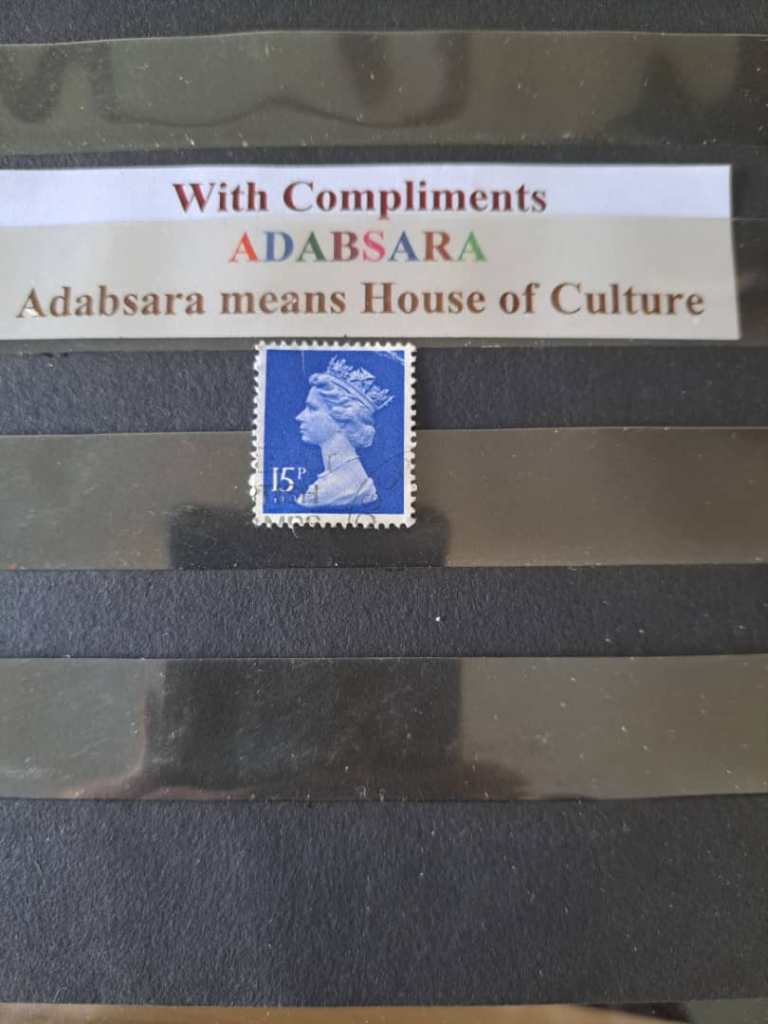 With Compliments
ADABSARA
Adabsara means House of Culture
15P